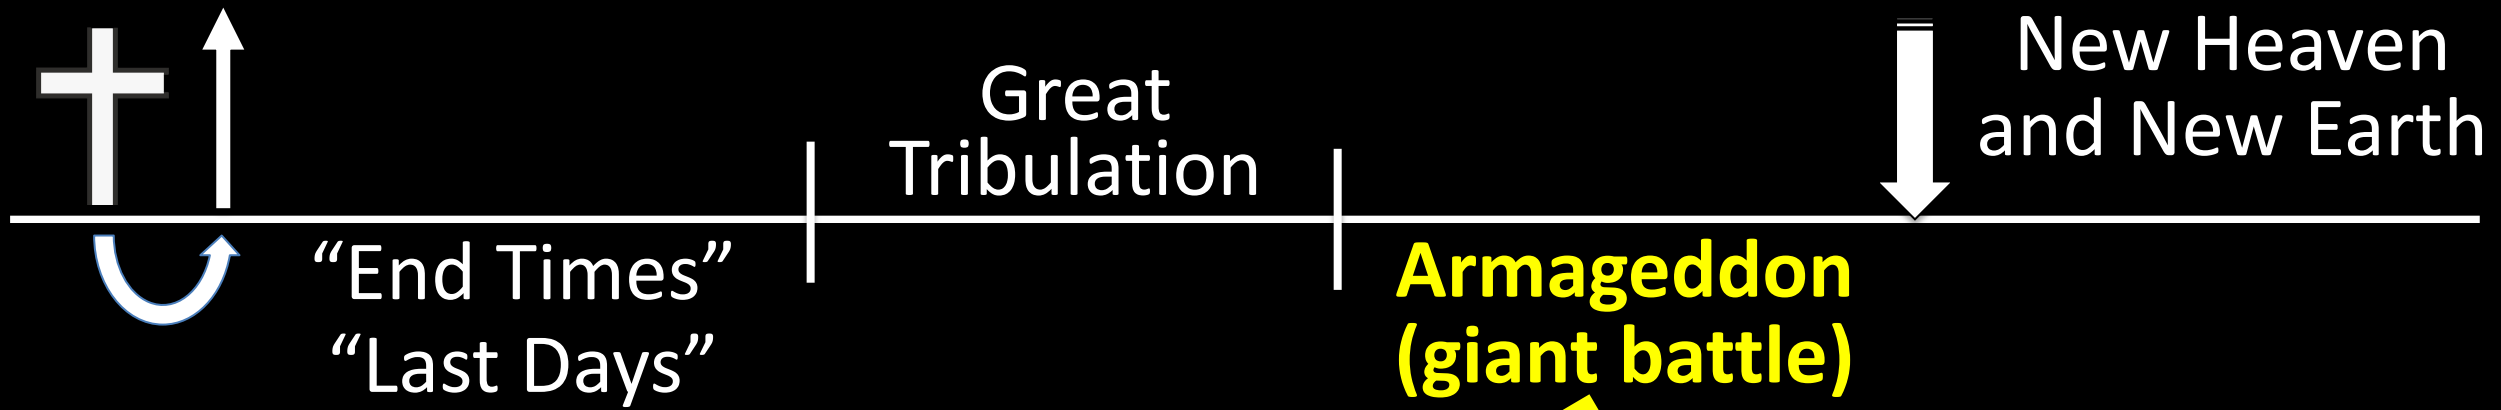 Great
Tribulation
New Heaven
and New Earth
“End Times”
“Last Days”
Armageddon
(giant battle)